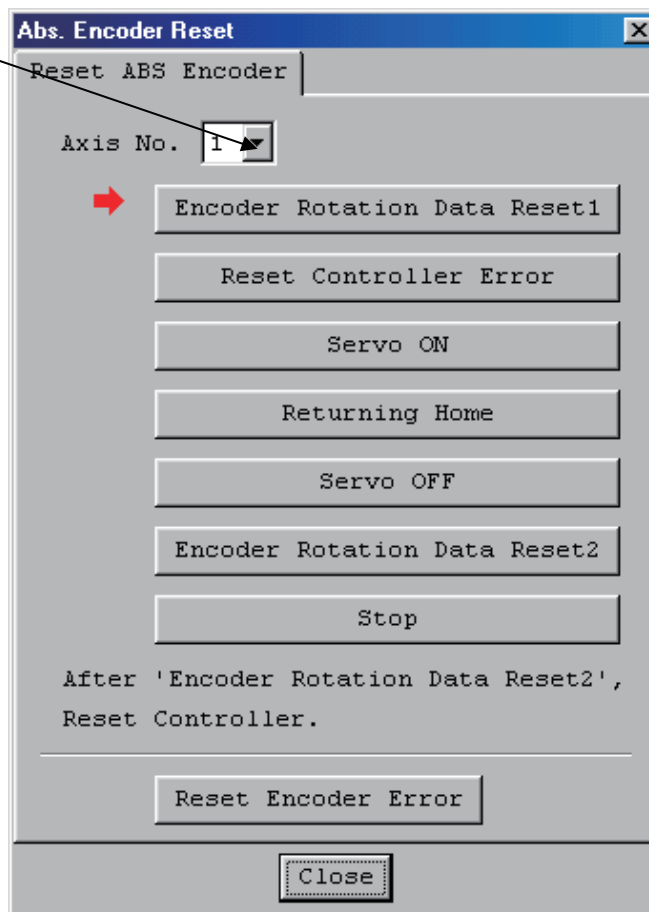 Abs. Encoder Reset
Reset ABS Encoder
Axis No. 1
Encoder Rotation Data Reset1
Reset Controller Error
Servo ON
Returning Home
Servo OFF
Encoder Rotation Data Reset2
Stop
After 'Encoder Rotation Data Reset2',
Reset Controller.
Reset Encoder Error
Close